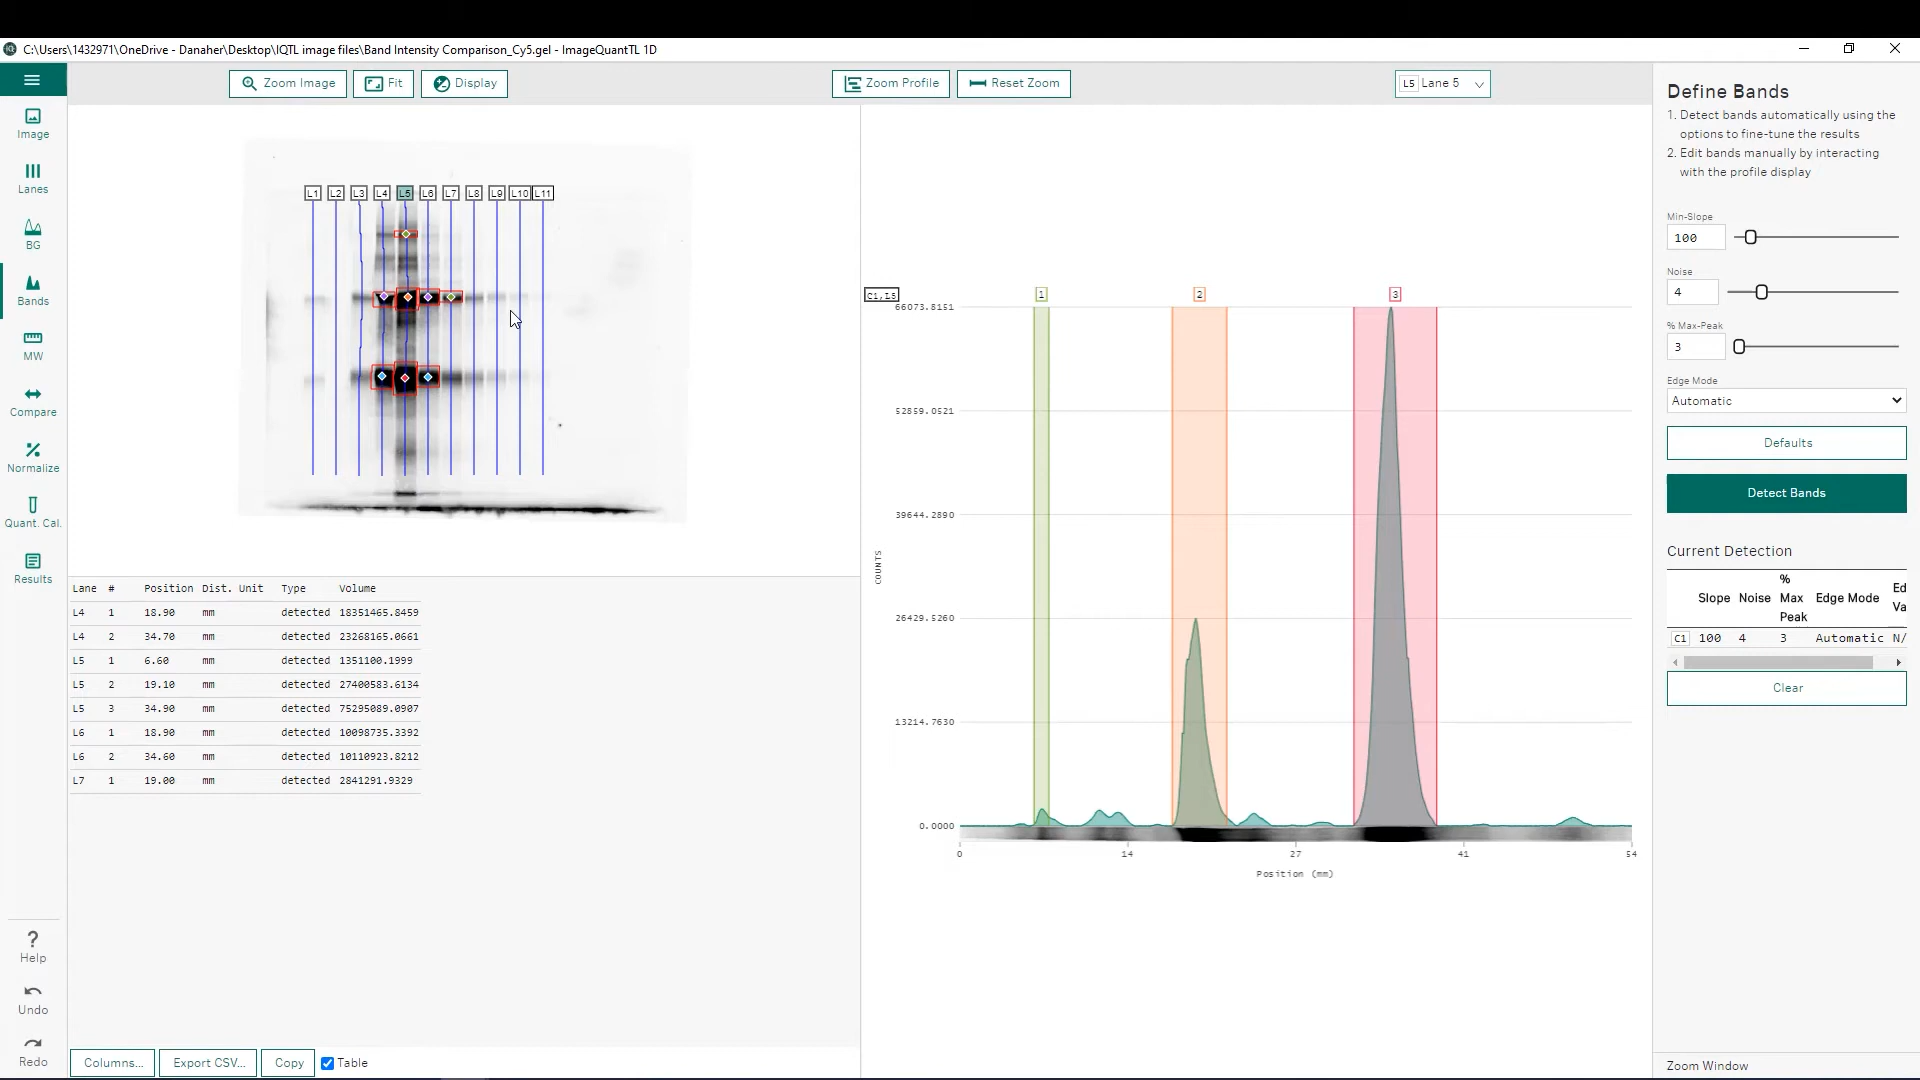 C:\Users\1432971\OneDrive - Danaher\Desktop\IQTL image files\Band Intensity Comparison_Cy5.gel - ImageQuantTL 1D
Zoom Image
Fit
Display
Zoom Profile
Reset Zoom
L5 Lane 5
Image
Lanes
BG
Bands
MW
Compare
Normalize
Quant. Cal.
Results
Help
Undo
Redo
L1 L2 L3 L4 L5 L6 L7 L8 L9 L10 L11
Lane # Position Dist. Unit Type Volume
L4 1 18.90 mm detected 18351465.8459
L4 2 34.70 mm detected 23268165.0661
L5 1 6.60 mm detected 1351100.1999
L5 2 19.10 mm detected 27400583.6134
L5 3 34.90 mm detected 75295089.0907
L6 1 18.90 mm detected 10098735.3392
L6 2 34.60 mm detected 10110923.8212
L7 1 19.00 mm detected 2841291.9329
Columns...
Export CSV...
Copy
Table
C1,L5
1 2 3
66073.8151
52859.0521
39644.2890
26429.5260
13214.7630
0.0000
COUNTS
0 14 27 41 54
Position (mm)
Define Bands
1. Detect bands automatically using the
options to fine-tune the results
2. Edit bands manually by interacting
with the profile display
Min-Slope
100
Noise
4
% Max-Peak
3
Edge Mode
Automatic
Defaults
Detect Bands
Current Detection
Slope Noise % Max Peak Edge Mode Ed Va
C1 100 4 3 Automatic N/
Clear
Zoom Window